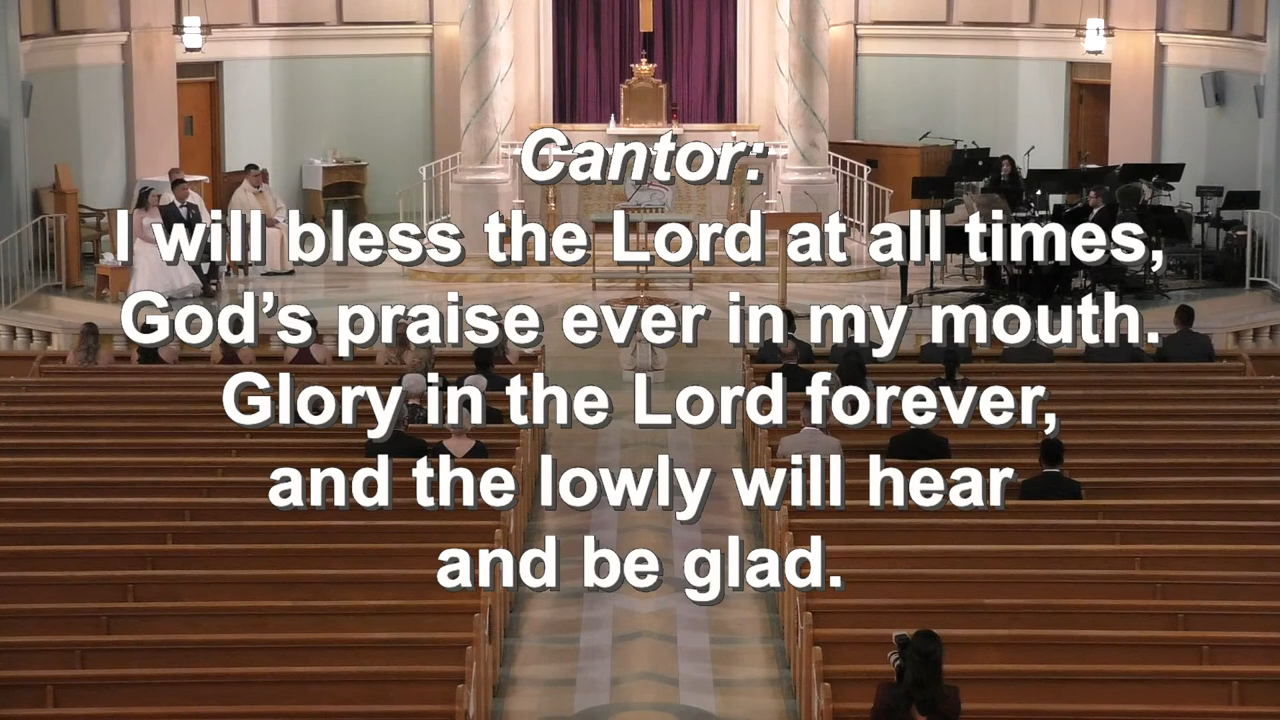 Cantor:
I will bless the Lord at all times,
God’s praise ever in my mouth.
Glory in the Lord forever,
and the lowly will hear
and be glad.